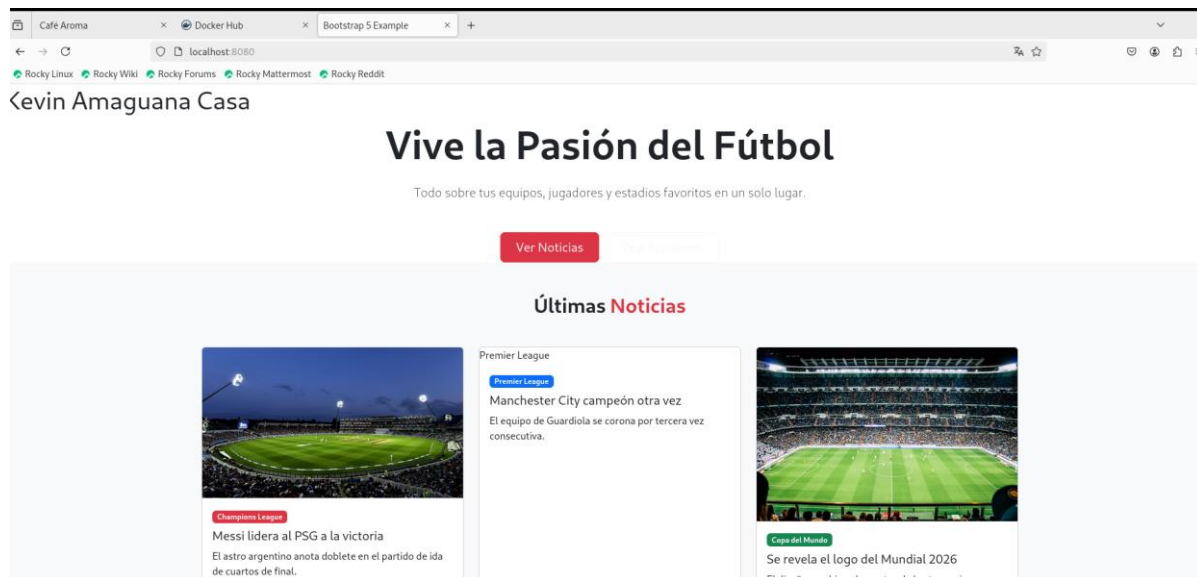 Café Aroma
Docker Hub
Bootstrap 5 Example
localhost:8080
Rocky Linux Rocky Wiki Rocky Forums Rocky Mattermost Rocky Reddit
Kevin Amaguana Casa
Vive la Pasión del Fútbol
Todo sobre tus equipos, jugadores y estadios favoritos en un solo lugar.
Ver Noticias
Últimas Noticias
Champions League
Messi lidera al PSG a la victoria
El astro argentino anota doblete en el partido de ida
de cuartos de final.
Premier League
Premier League
Manchester City campeón otra vez
El equipo de Guardiola se corona por tercera vez
consecutiva.
Copa del Mundo
Se revela el logo del Mundial 2026